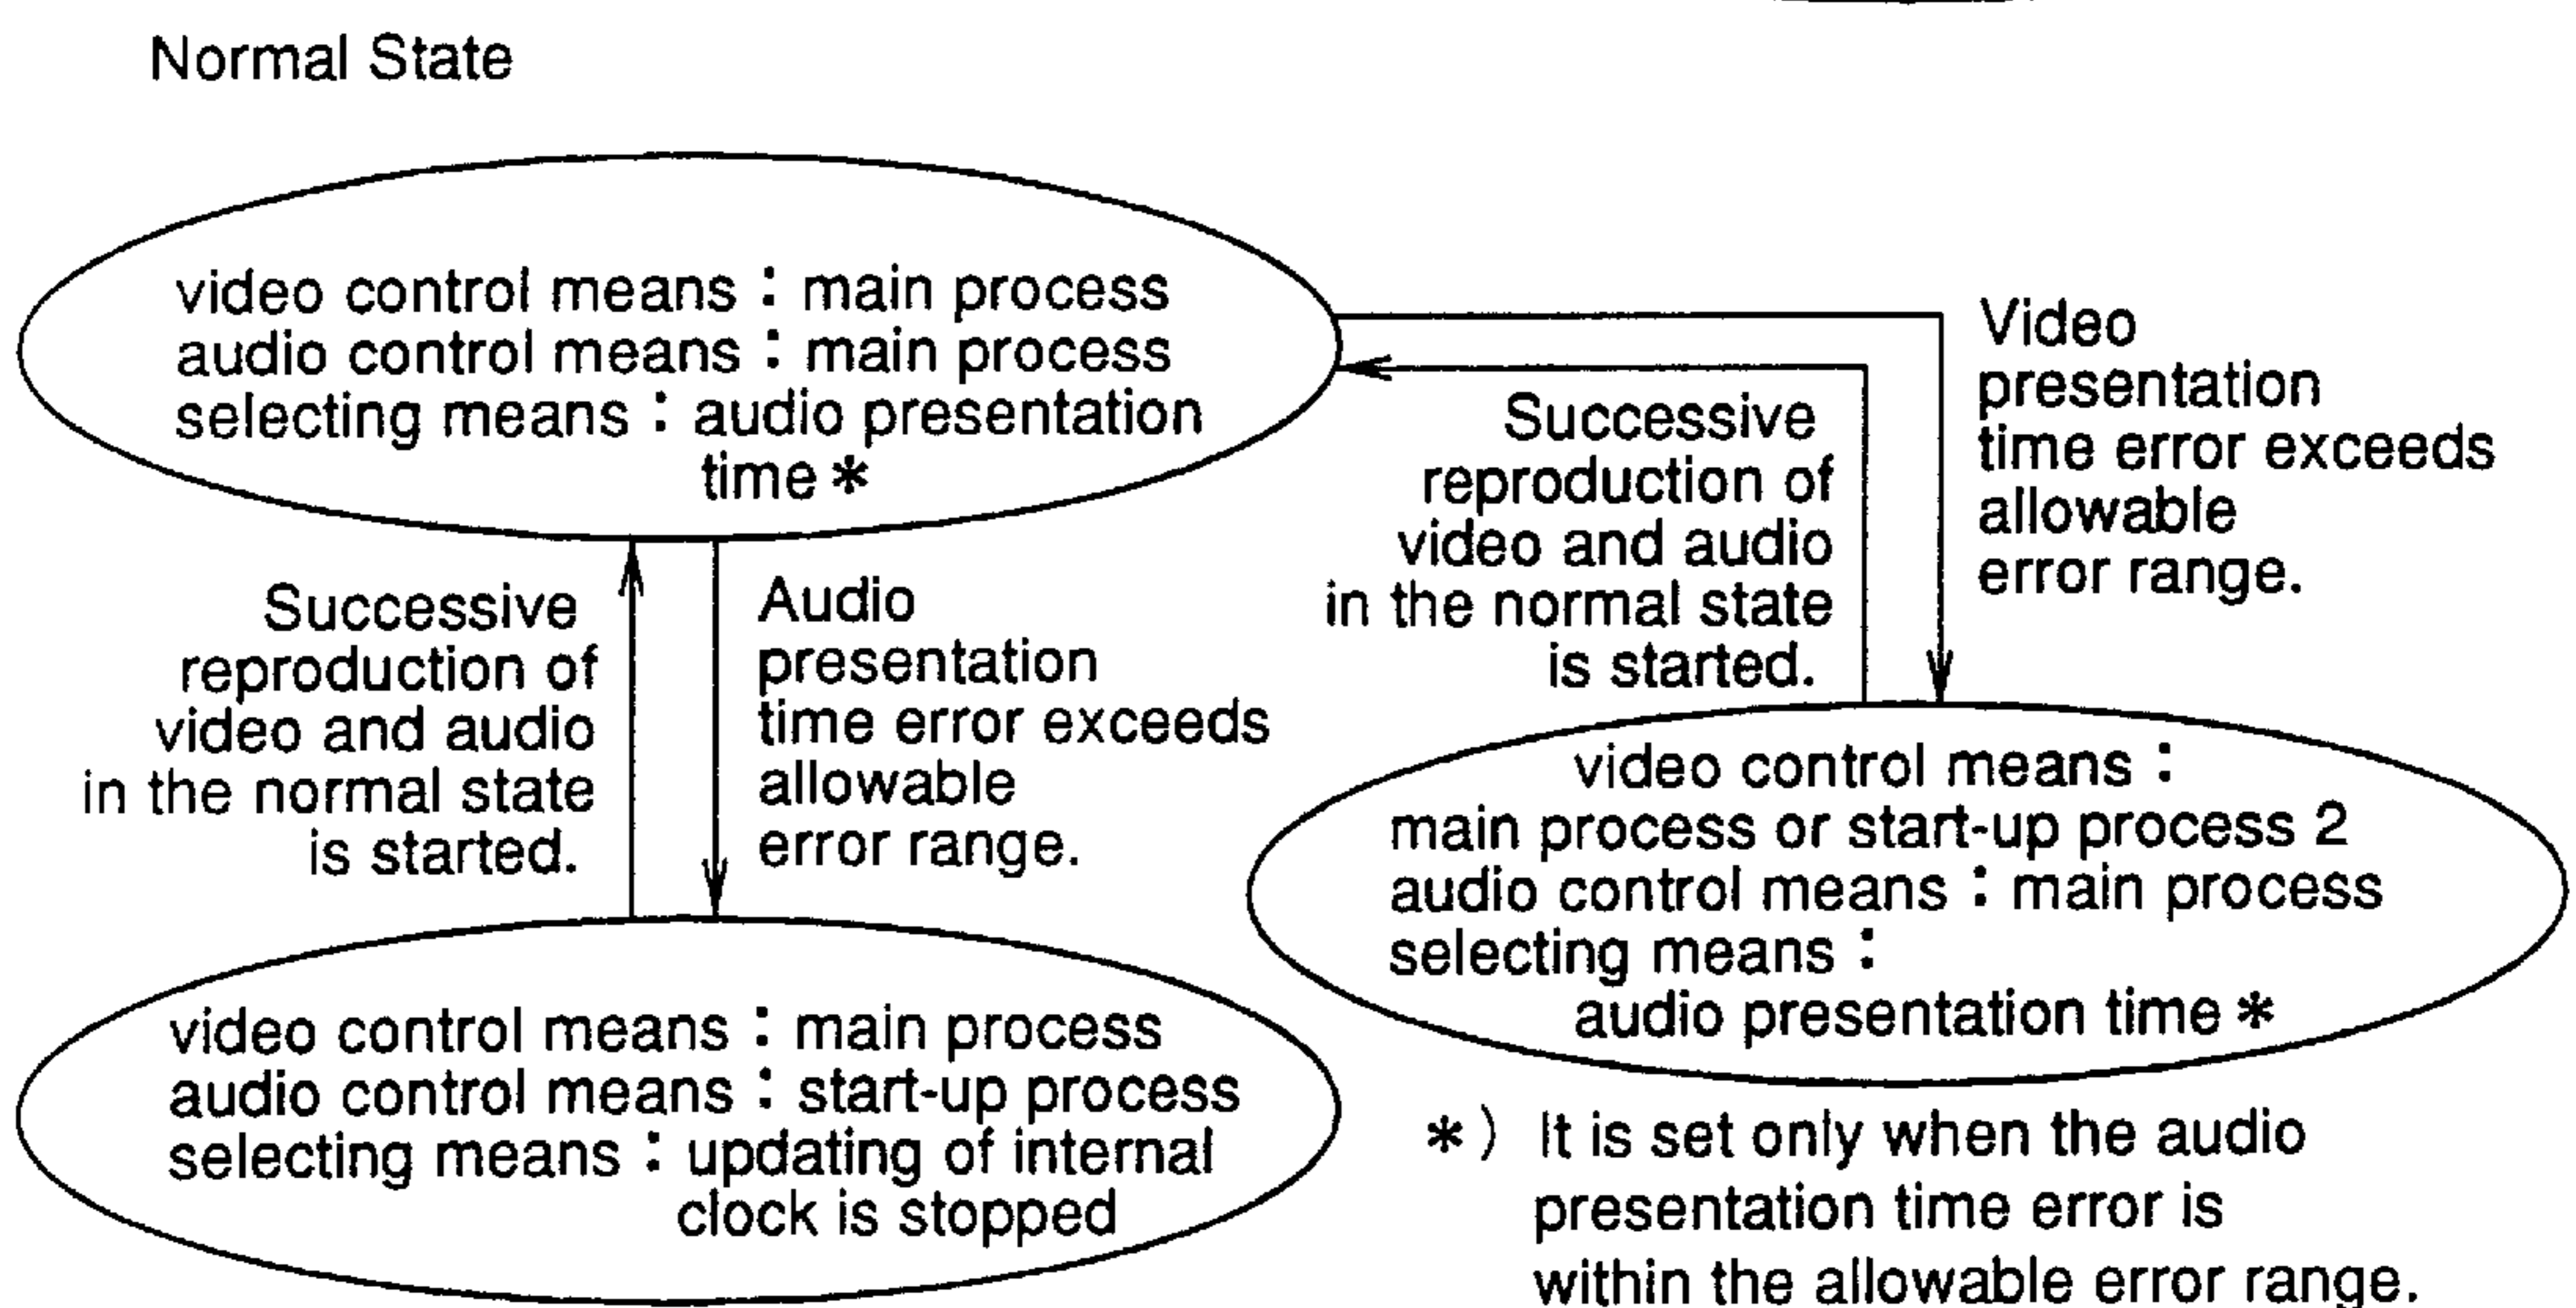 Normal State
video control means : main process
audio control means : main process
selecting means : audio presentation
time *
Successive
reproduction of
video and audio
in the normal state
is started.
Audio
presentation
time error exceeds
allowable
error range.
Successive
reproduction of
video and audio
in the normal state
is started.
Video
presentation
time error exceeds
allowable
error range.
video control means : main process
audio control means : start-up process
selecting means : updating of internal
clock is stopped
video control means :
main process or start-up process 2
audio control means : main process
selecting means :
audio presentation time *
* ) It is set only when the audio
presentation time error is
within the allowable error range.